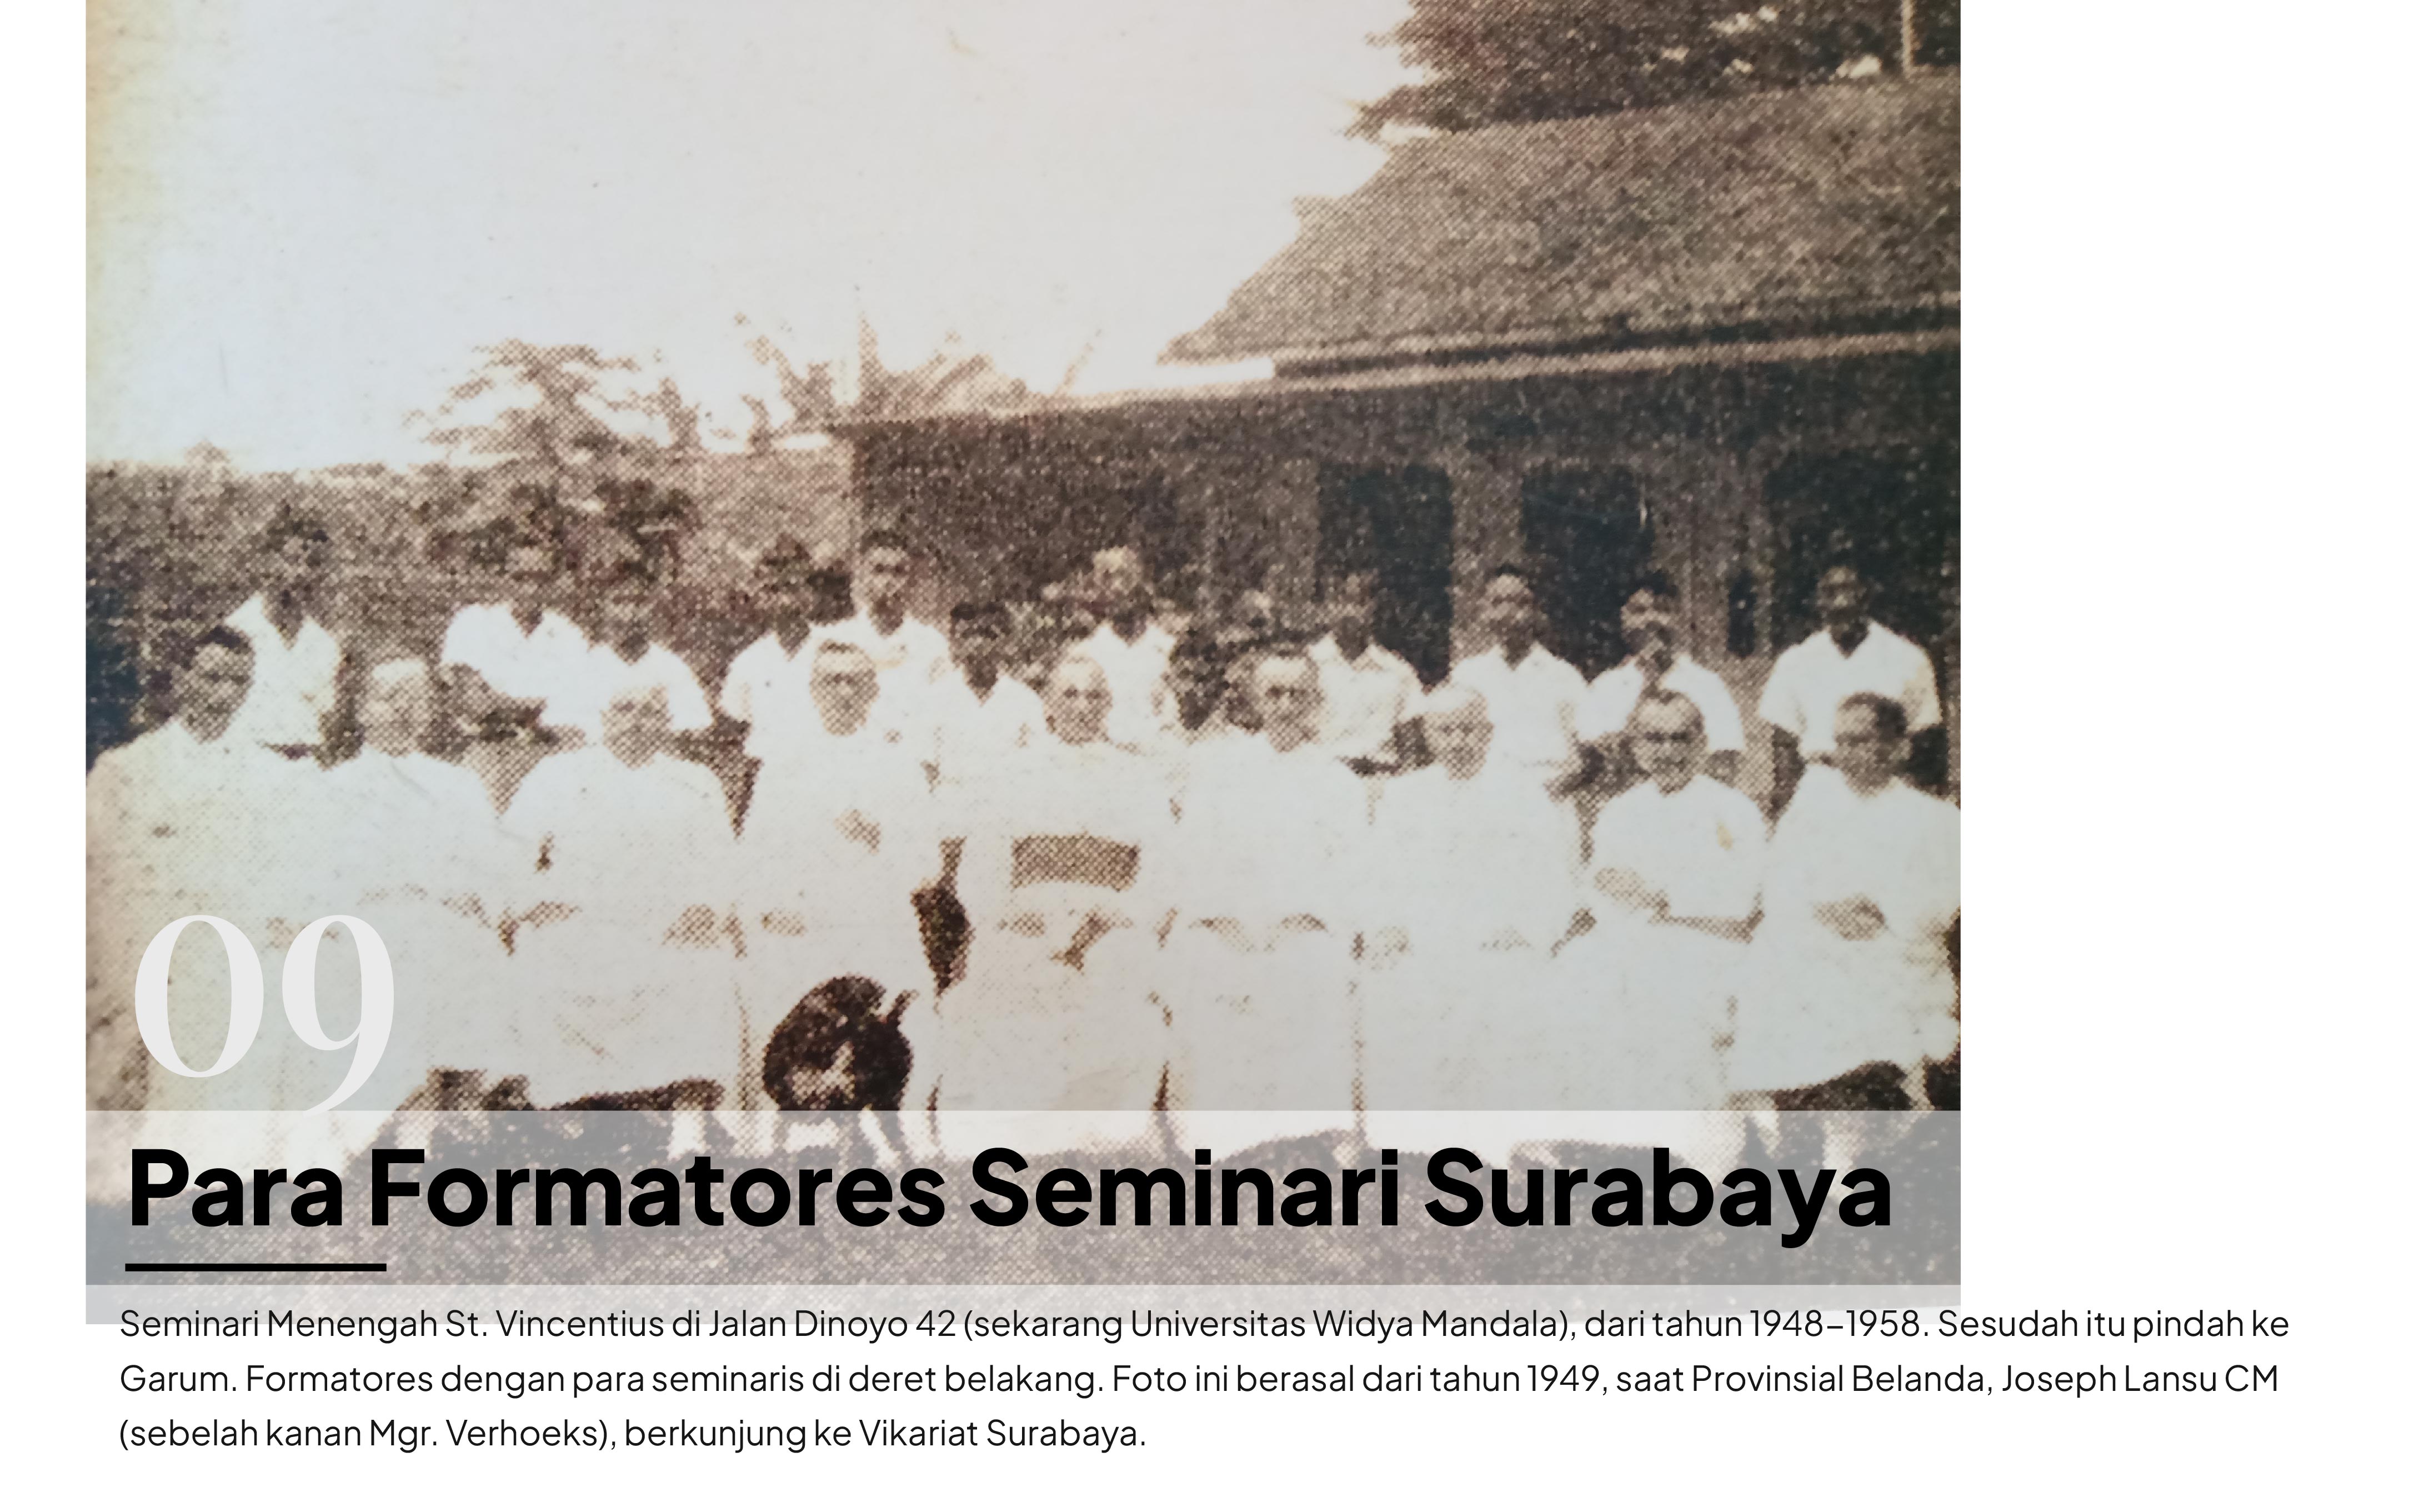 09
Para Formatores Seminari Surabaya
Seminari Menengah St. Vincentius di Jalan Dinoyo 42 (sekarang Universitas Widya Mandala), dari tahun 1948–1958. Sesudah itu pindah ke
Garum. Formatores dengan para seminaris di deret belakang. Foto ini berasal dari tahun 1949, saat Provinsial Belanda, Joseph Lansu CM
(sebelah kanan Mgr. Verhoeks), berkunjung ke Vikariat Surabaya.